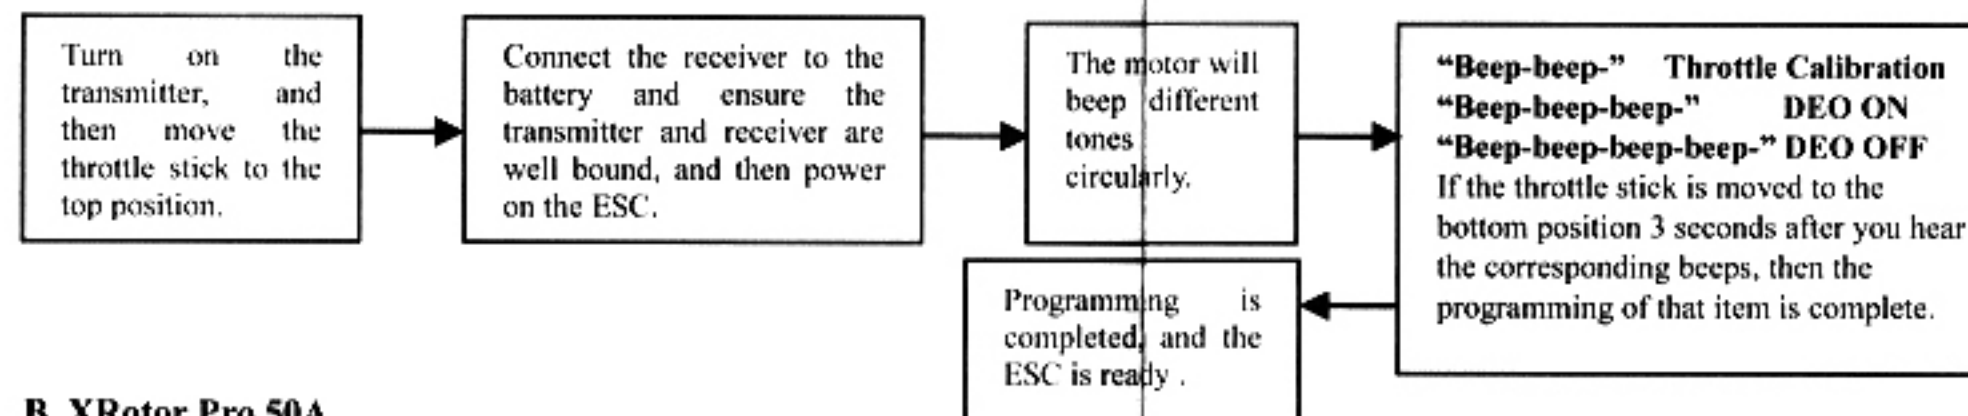 Turn on the
transmitter, and
then move the
throttle stick to the
top position.
Connect the receiver to the
battery and ensure the
transmitter and receiver are
well bound, and then power
on the ESC.
The motor will
beep different
tones
circularly.
“Beep-beep-” Throttle Calibration
“Beep-beep-beep-” DEO ON
“Beep-beep-beep-beep-” DEO OFF
If the throttle stick is moved to the
bottom position 3 seconds after you hear
the corresponding beeps, then the
programming of that item is complete.
Programming is
completed, and the
ESC is ready .
B XRotor Pro 50A